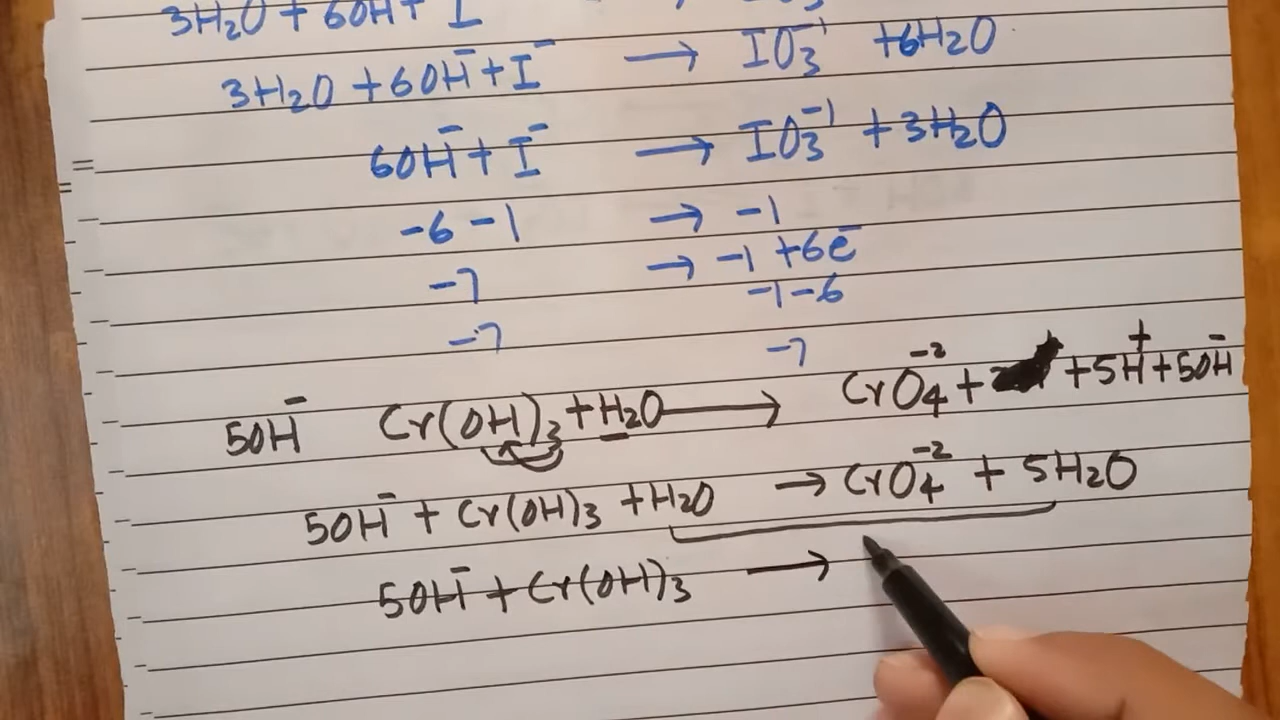 3H₂O + 6OH + I
3H₂O + 6OH⁻ + I⁻ → IO₃⁻¹ + 6H₂O
6OH⁻ + I⁻ → IO₃⁻¹ + 3H₂O
-6 -1 → -1
-7 → -1 +6e⁻
-1-6
-7 -7
5OH⁻ Cr(OH)₃ + H₂O → CrO₄⁻² + + 5H⁺ + 5OH⁻
5OH⁻ + Cr(OH)₃ + H₂O → CrO₄⁻² + 5H₂O
5OH⁻ + Cr(OH)₃ →